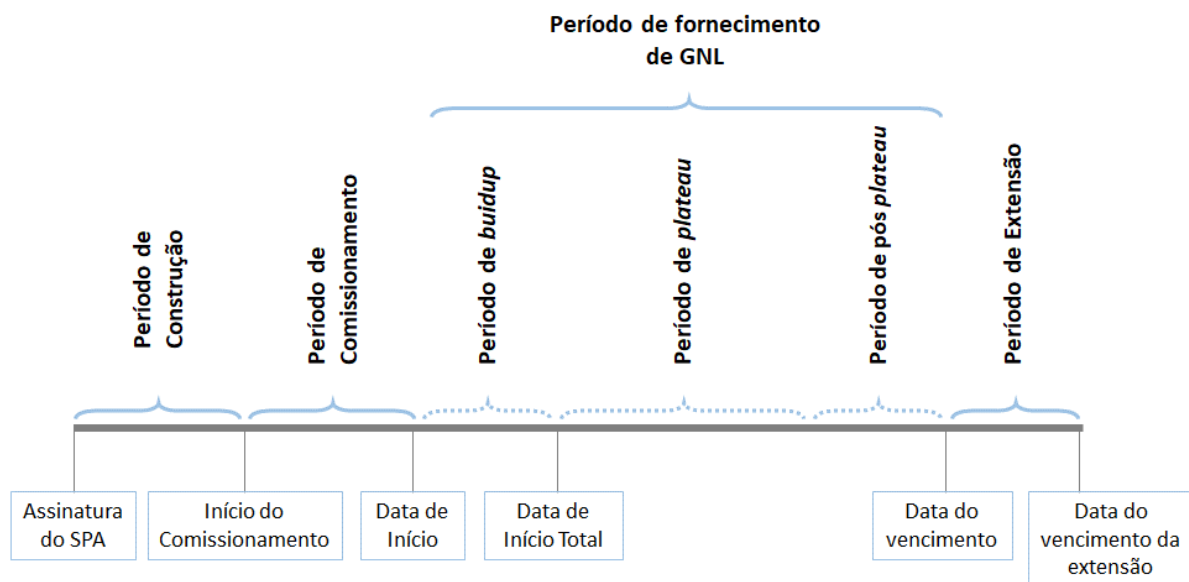 Período de fornecimento
de GNL
Período de
Construção
Período de
Comissionamento
Período de buidup
Período de plateau
Período de pós plateau
Período de Extensão
Assinatura
do SPA
Início do
Comissionamento
Data de
Início
Data de
Início Total
Data do
vencimento
Data do
vencimento da
extensão